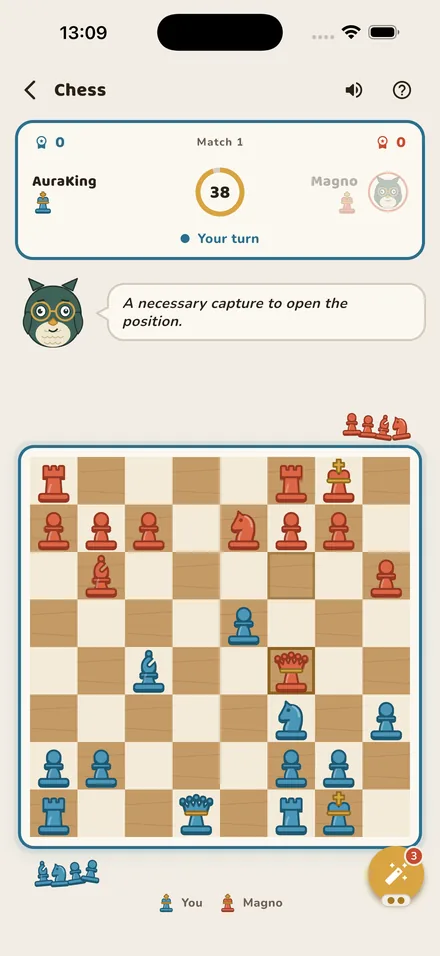 13:09
Chess
0
Match 1
0
AuraKing
38
Magno
Your turn
A necessary capture to open the
position.
3
You
Magno